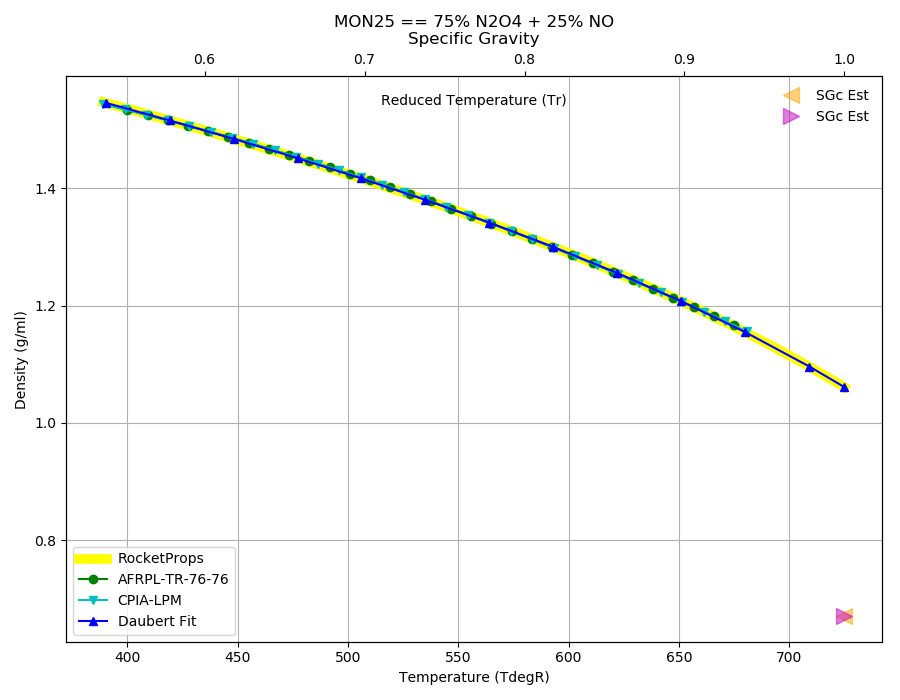 MON25 == 75% N2O4 + 25% NO
Specific Gravity
0.6 0.7 0.8 0.9 1.0
Reduced Temperature (Tr)
SGc Est
SGc Est
1.4
1.2
1.0
0.8
Density (g/ml)
RocketProps
AFRPL-TR-76-76
CPIA-LPM
Daubert Fit
400 450 500 550 600 650 700
Temperature (TdegR)